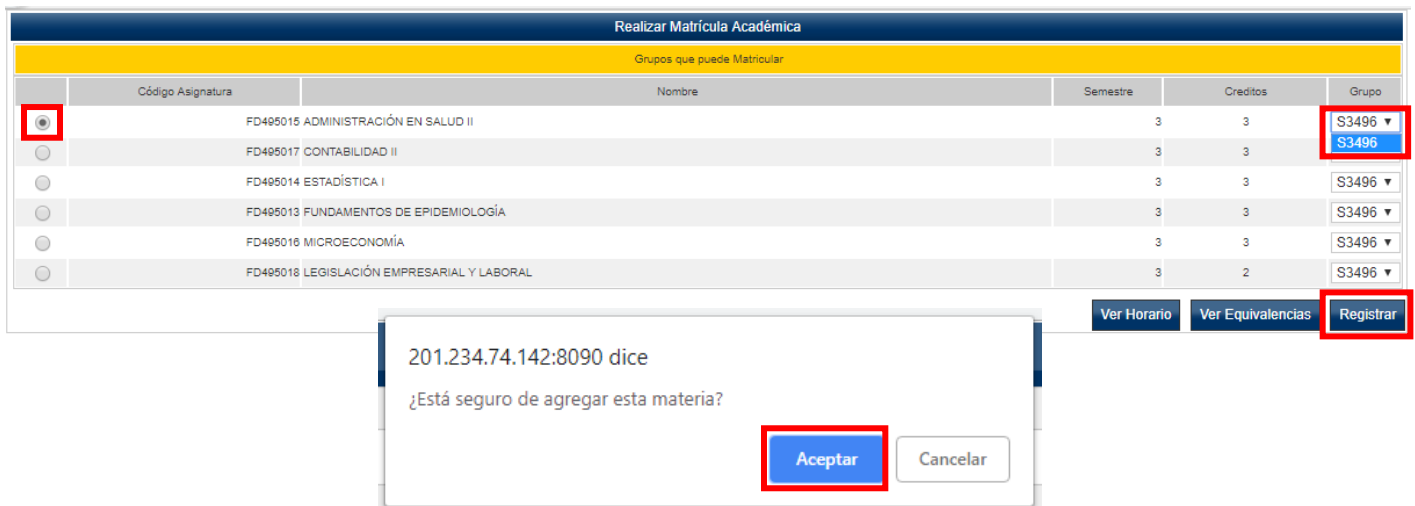 Realizar Matrícula Académica
Grupos que puede Matricular
Código Asignatura Nombre Semestre Creditos Grupo
FD495015 ADMINISTRACIÓN EN SALUD II 3 3 S3496
FD495017 CONTABILIDAD II 3 3 S3496
FD495014 ESTADÍSTICA I 3 3 S3496
FD495013 FUNDAMENTOS DE EPIDEMIOLOGÍA 3 3 S3496
FD495016 MICROECONOMÍA 3 3 S3496
FD495018 LEGISLACIÓN EMPRESARIAL Y LABORAL 3 2 S3496
Ver Horario Ver Equivalencias Registrar
201.234.74.142:8090 dice
¿Está seguro de agregar esta materia?
Aceptar Cancelar